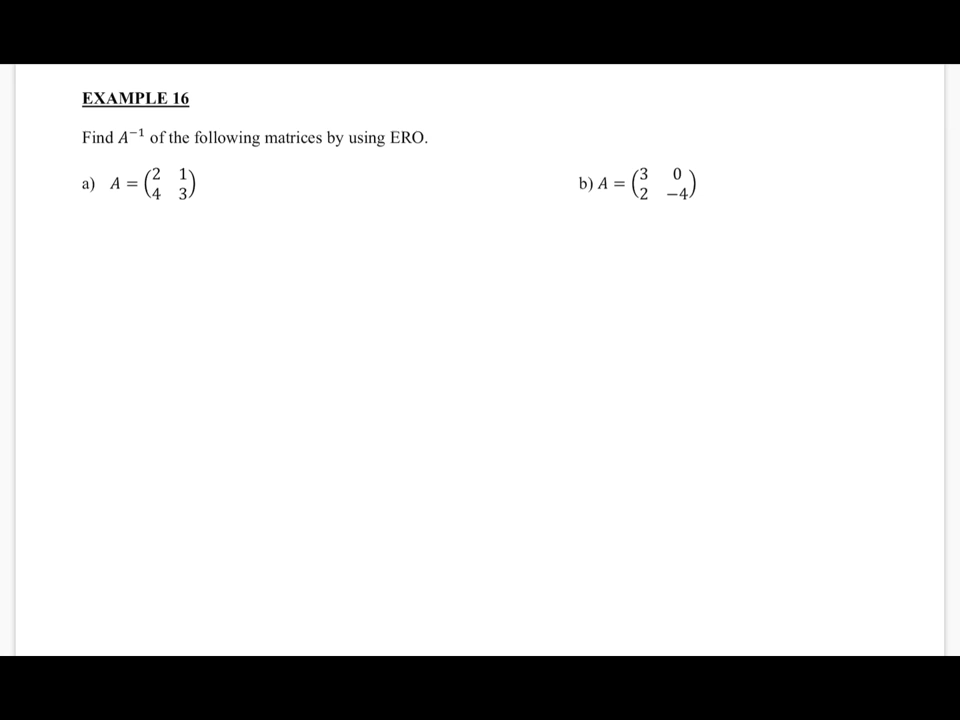 EXAMPLE 16
Find A⁻¹ of the following matrices by using ERO.
a) A = (2 1
4 3)
b) A = (3 0
2 −4)